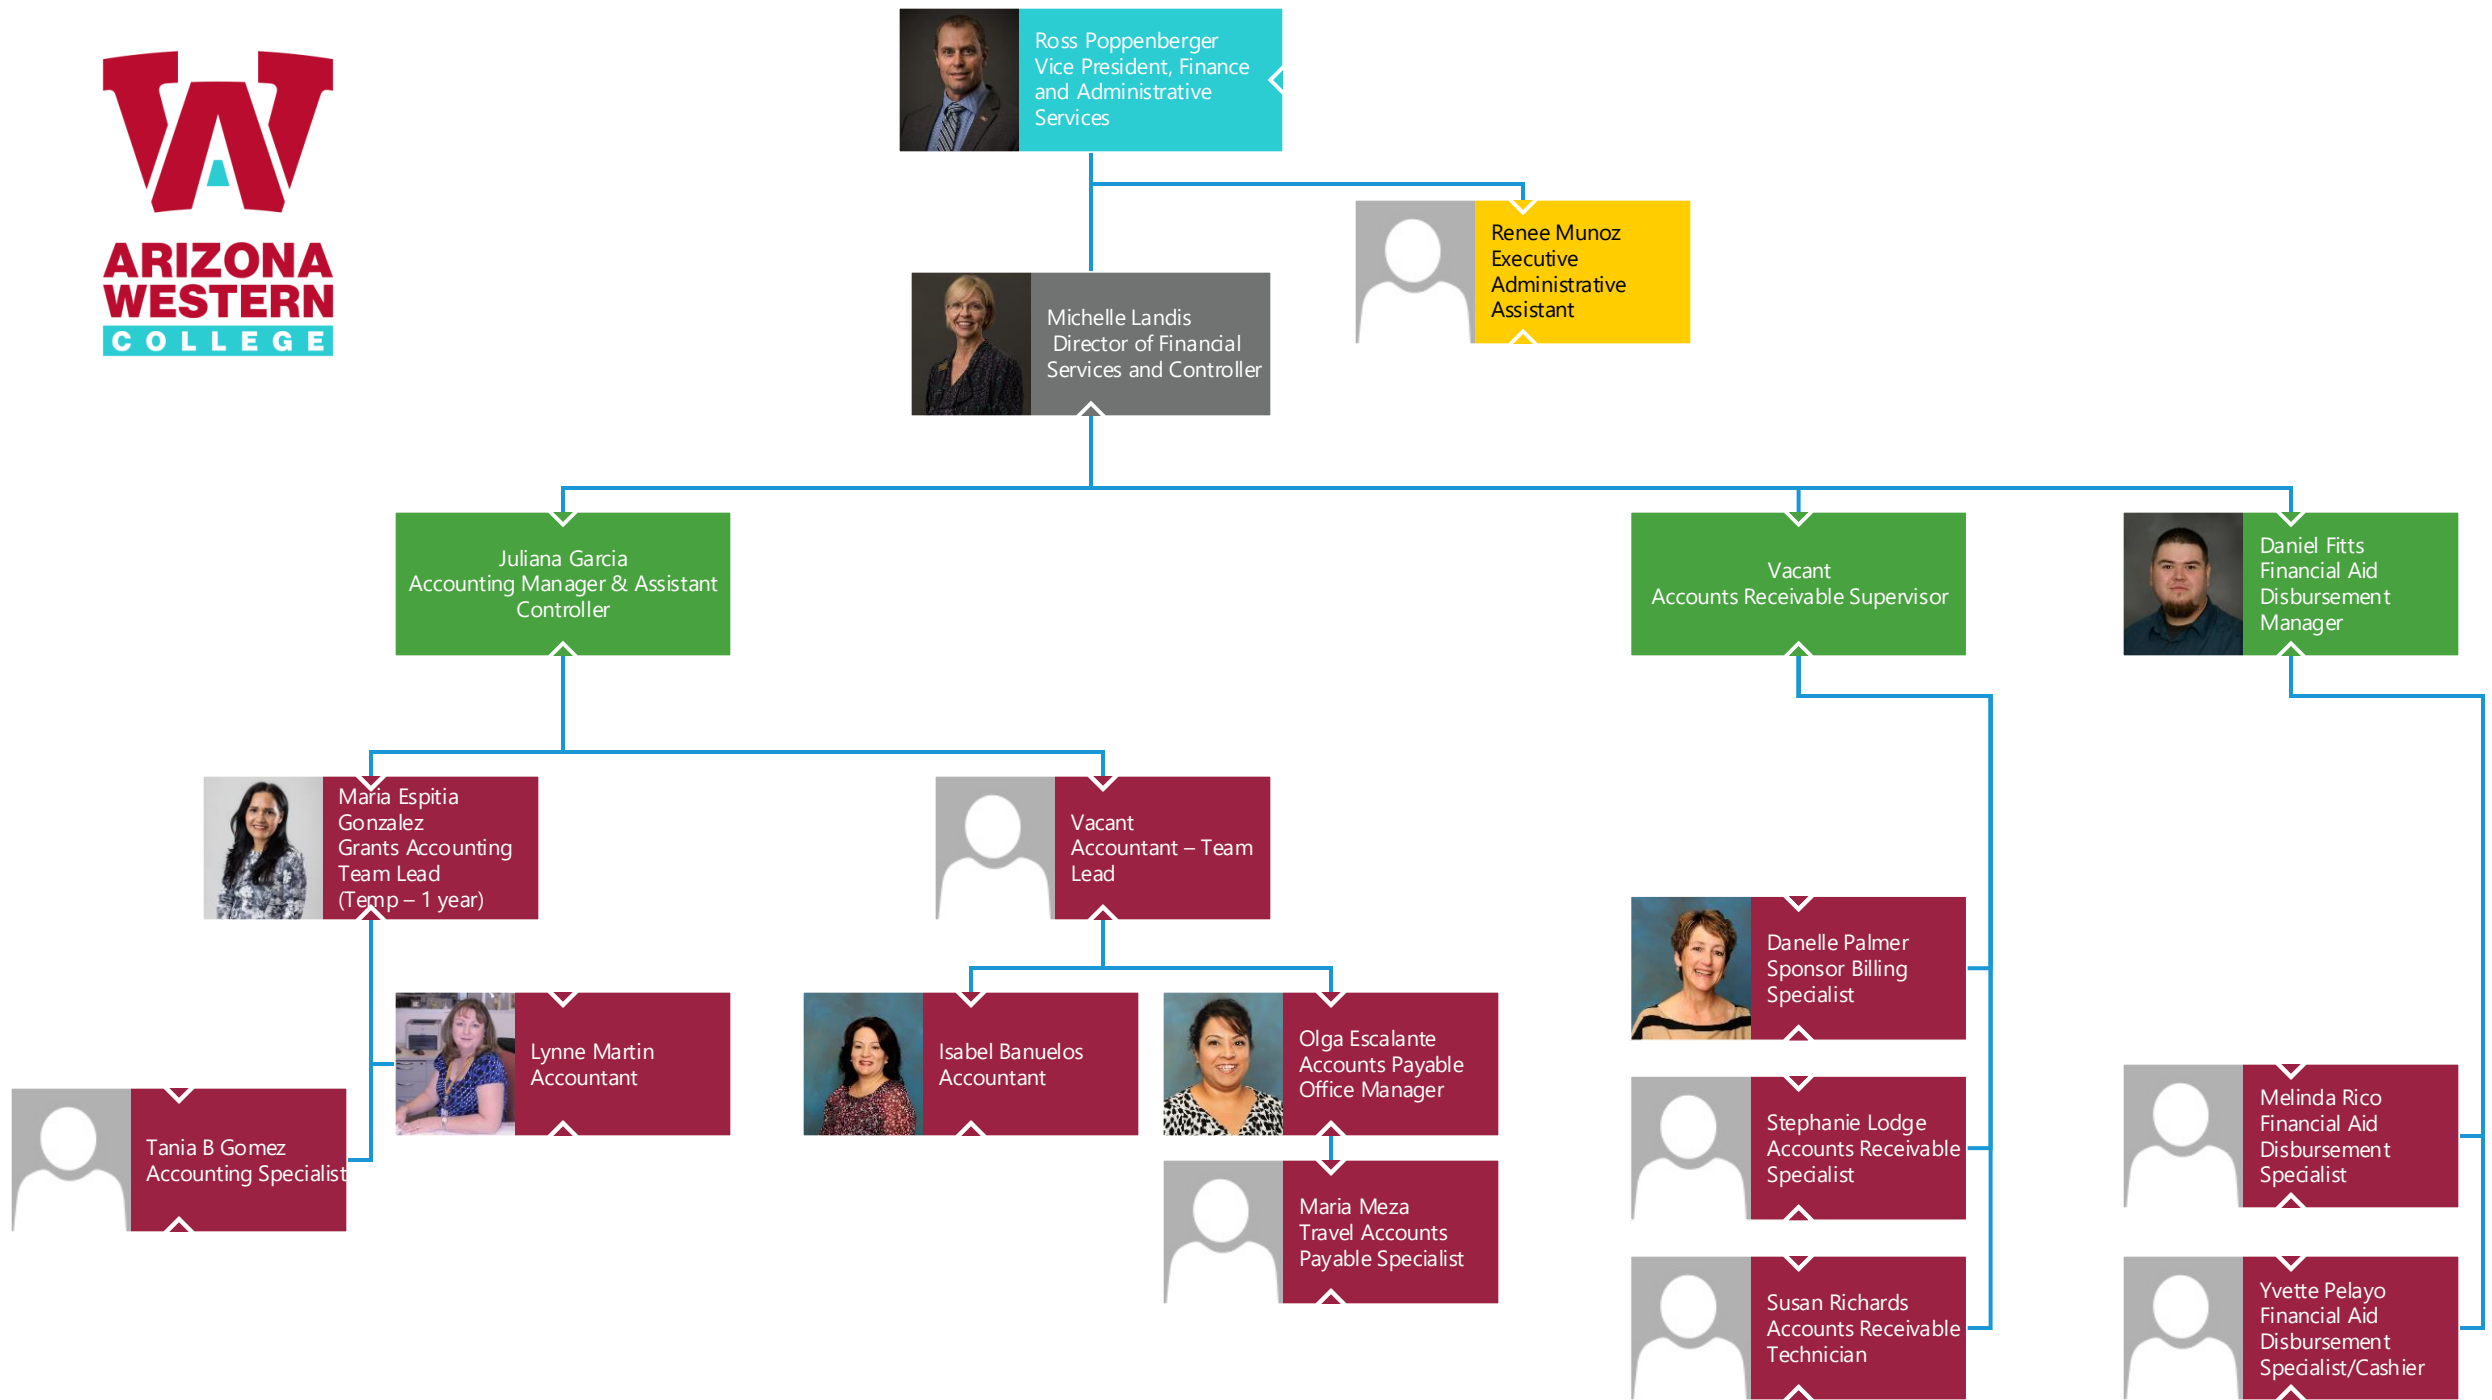 Ross Poppenberger
Vice President, Finance
and Administrative
Services
ARIZONA
WESTERN
COLLEGE
Renee Munoz
Executive
Administrative
Assistant
Michelle Landis
Director of Financial
Services and Controller
Juliana Garcia
Accounting Manager & Assistant
Controller
Vacant
Accounts Receivable Supervisor
Daniel Fitts
Financial Aid
Disbursement
Manager
Maria Espitia
Gonzalez
Grants Accounting
Team Lead
(Temp – 1 year)
Vacant
Accountant – Team
Lead
Danelle Palmer
Sponsor Billing
Specialist
Lynne Martin
Accountant
Isabel Banuelos
Accountant
Olga Escalante
Accounts Payable
Office Manager
Tania B Gomez
Accounting Specialist
Stephanie Lodge
Accounts Receivable
Specialist
Melinda Rico
Financial Aid
Disbursement
Specialist
Maria Meza
Travel Accounts
Payable Specialist
Susan Richards
Accounts Receivable
Technician
Yvette Pelayo
Financial Aid
Disbursement
Specialist/Cashier